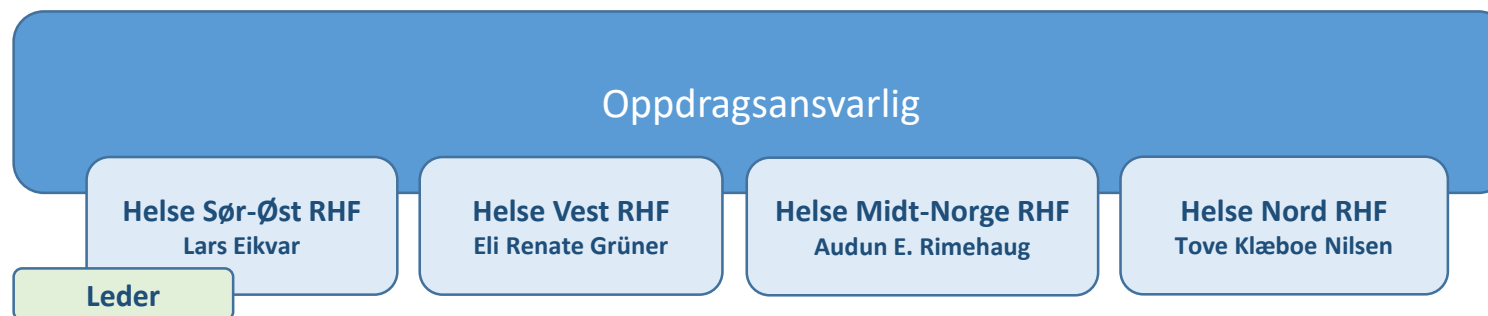 Oppdragsansvarlig
Helse Sør-Øst RHF
Lars Eikvar
Helse Vest RHF
Eli Renate Grüner
Helse Midt-Norge RHF
Audun E. Rimehaug
Helse Nord RHF
Tove Klæboe Nilsen
Leder